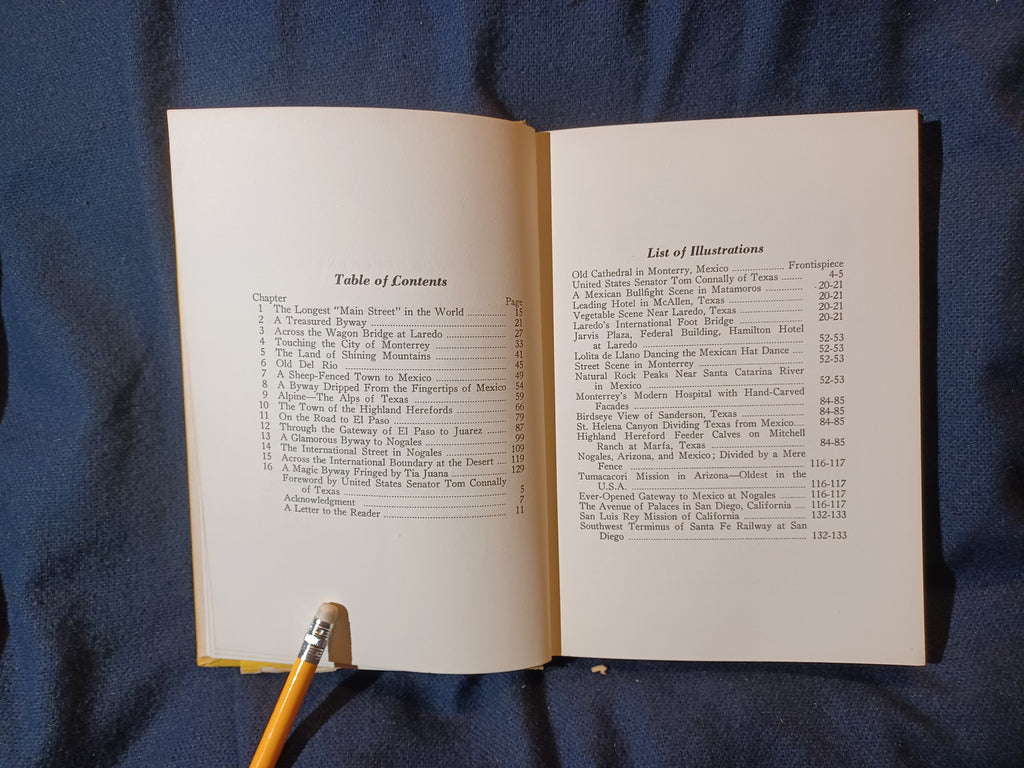 Table of Contents
Chapter Page
1 The Longest "Main Street" in the World 15
2 A Treasured Byway 21
3 Across the Wagon Bridge at Laredo 27
4 Touching the City of Monterrey 33
5 The Land of Shining Mountains 41
6 Old Del Rio 45
7 A Sheep-Fenced Town to Mexico 49
8 A Byway Dripped From the Fingertips of Mexico 54
9 Alpine—The Alps of Texas 59
10 The Town of the Highland Herefords 66
11 On the Road to El Paso 79
12 Through the Gateway of El Paso to Juarez 87
13 A Glamorous Byway to Nogales 99
14 The International Street in Nogales 109
15 Across the International Boundary at the Desert 119
16 A Magic Byway Fringed by Tia Juana 129
Foreword by United States Senator Tom Connally
of Texas 5
Acknowledgment 7
A Letter to the Reader 11
List of Illustrations
Old Cathedral in Monterry, Mexico Frontispiece
United States Senator Tom Connally of Texas 4-5
A Mexican Bullfight Scene in Matamoros 20-21
Leading Hotel in McAllen, Texas 20-21
Vegetable Scene Near Laredo, Texas 20-21
Laredo's International Foot Bridge 20-21
Jarvis Plaza, Federal Building, Hamilton Hotel
at Laredo 52-53
Lolita de Llano Dancing the Mexican Hat Dance 52-53
Street Scene in Monterrey 52-53
Natural Rock Peaks Near Santa Catarina River
in Mexico 52-53
Monterrey's Modern Hospital with Hand-Carved
Facades 84-85
Birdseye View of Sanderson, Texas 84-85
St. Helena Canyon Dividing Texas from Mexico 84-85
Highland Hereford Feeder Calves on Mitchell
Ranch at Marfa, Texas 84-85
Nogales, Arizona, and Mexico; Divided by a Mere
Fence 116-117
Tumacacori Mission in Arizona—Oldest in the
U.S.A. 116-117
Ever-Opened Gateway to Mexico at Nogales 116-117
The Avenue of Palaces in San Diego, California 116-117
San Luis Rey Mission of California 132-133
Southwest Terminus of Santa Fe Railway at San
Diego 132-133